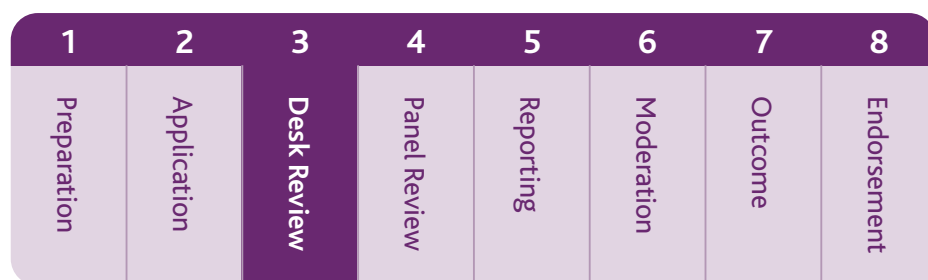 1 2 3 4 5 6 7 8
Preparation
Application
Desk Review
Panel Review
Reporting
Moderation
Outcome
Endorsement